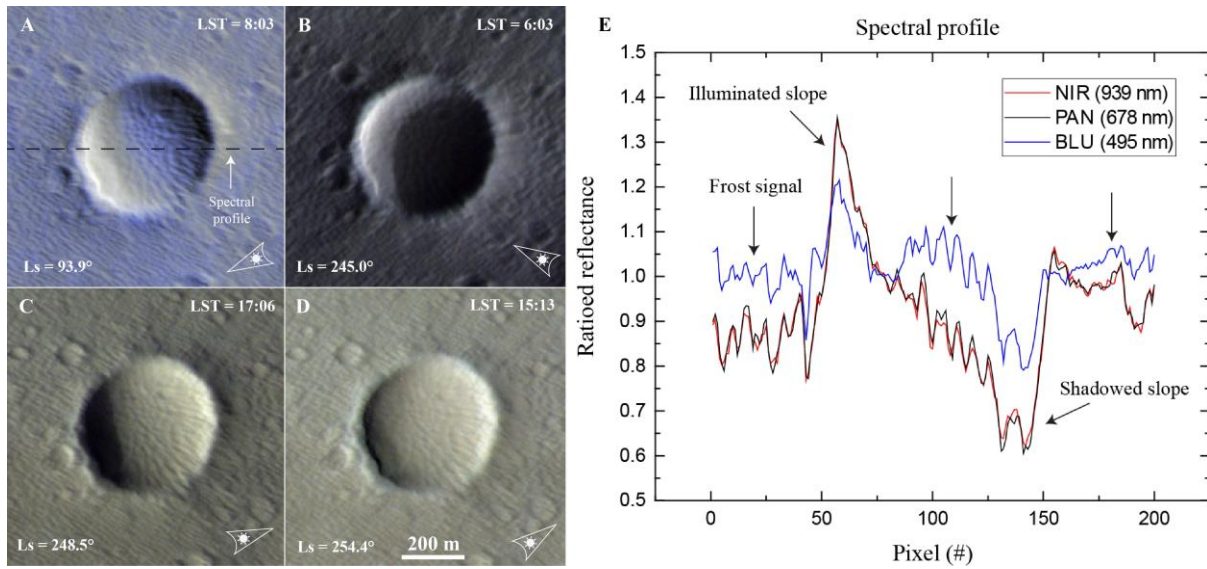 A
LST = 8:03
Spectral
profile
Ls = 93.9°
B
LST = 6:03
Ls = 245.0°
C
LST = 17:06
Ls = 248.5°
D
LST = 15:13
Ls = 254.4°
200 m
E
Spectral profile
Ratioed reflectance
1.5
1.4
1.3
1.2
1.1
1.0
0.9
0.8
0.7
0.6
0.5
Illuminated slope
Frost signal
Shadowed slope
NIR (939 nm)
PAN (678 nm)
BLU (495 nm)
0
50
100
150
200
Pixel (#)